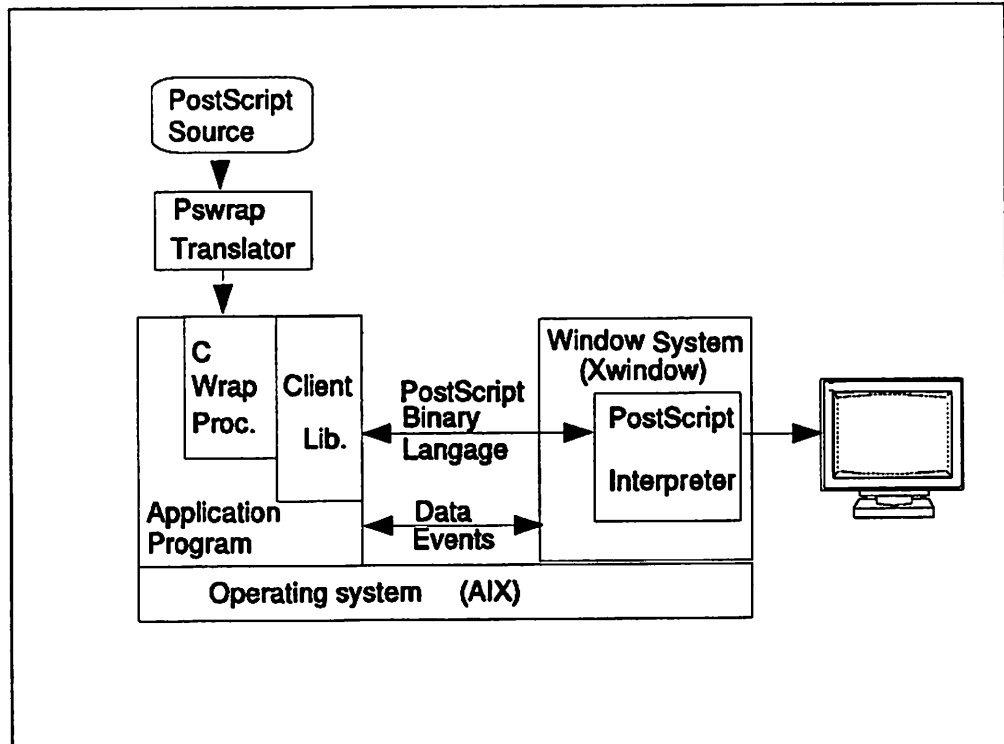 PostScript
Source
Pswrap
Translator
C
Wrap
Proc.
Client
Lib.
Application
Program
PostScript
Binary
Langage
Data
Events
Window System
(Xwindow)
PostScript
Interpreter
Operating system (AIX)